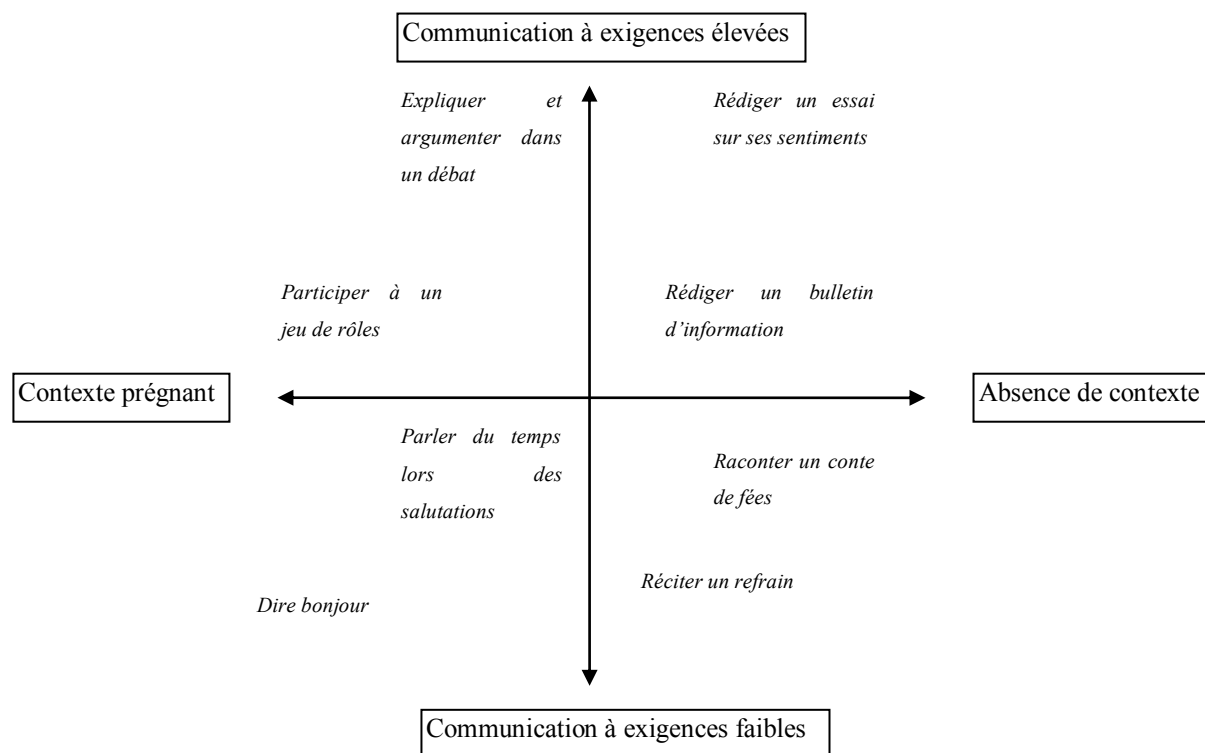 Communication à exigences élevées
Expliquer et
argumenter dans
un débat
Rédiger un essai
sur ses sentiments
Participer à un
jeu de rôles
Rédiger un bulletin
d’information
Contexte prégnant
Absence de contexte
Parler du temps
lors des
salutations
Raconter un conte
de fées
Réciter un refrain
Dire bonjour
Communication à exigences faibles